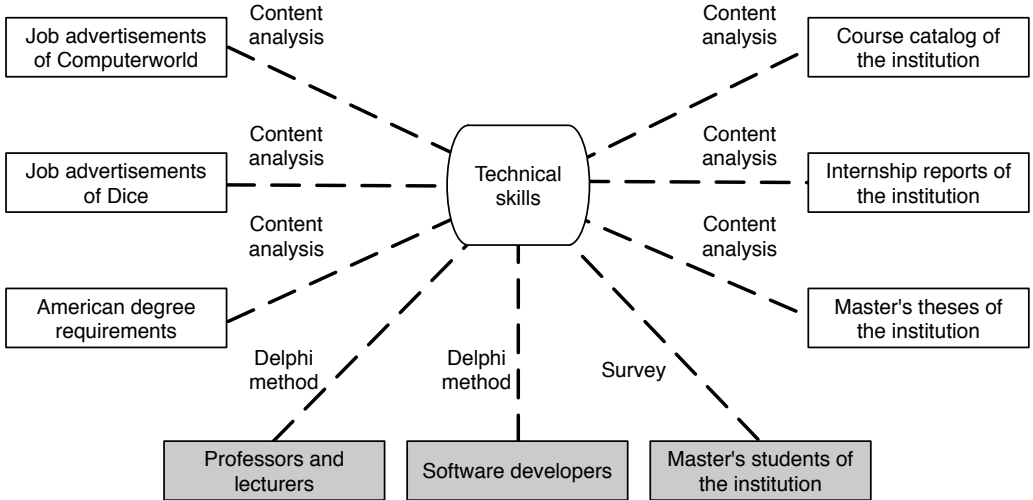 Content
analysis
Content
analysis
Job advertisements
of Computerworld
Course catalog of
the institution
Content
analysis
Content
analysis
Job advertisements
of Dice
Technical
skills
Internship reports of
the institution
Content
analysis
Content
analysis
American degree
requirements
Master's theses of
the institution
Delphi
method
Delphi
method
Survey
Professors and
lecturers
Software developers
Master's students of
the institution